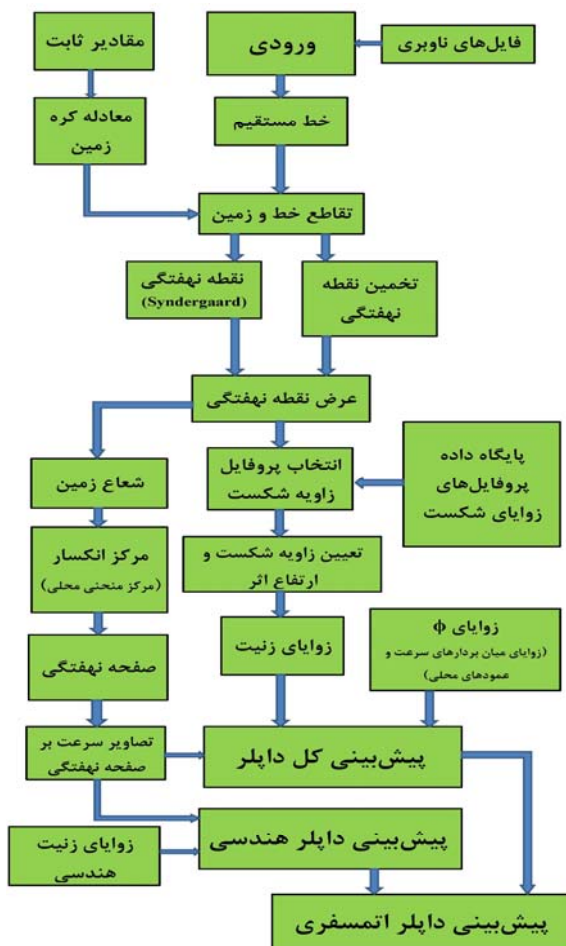 مقادیر ثابت
ورودی
فایل‌های ناوبری
معادله کره
زمین
خط مستقیم
تقاطع خط و زمین
نقطه نهفتگی
(Syndergaard)
تخمین نقطه
نهفتگی
عرض نقطه نهفتگی
شعاع زمین
انتخاب پروفایل
زاویه شکست
پایگاه داده
پروفایل‌های
زوایای شکست
مرکز انکسار
(مرکز منحنی محلی)
تعیین زاویه شکست و
ارتفاع اثر
صفحه نهفتگی
زوایای زنیت
زوایای ϕ
(زوایای میان بردارهای سرعت و
عمودهای محلی)
تصاویر سرعت بر
صفحه نهفتگی
پیش‌بینی کل داپلر
زوایای زنیت
هندسی
پیش‌بینی داپلر هندسی
پیش‌بینی داپلر اتمسفری